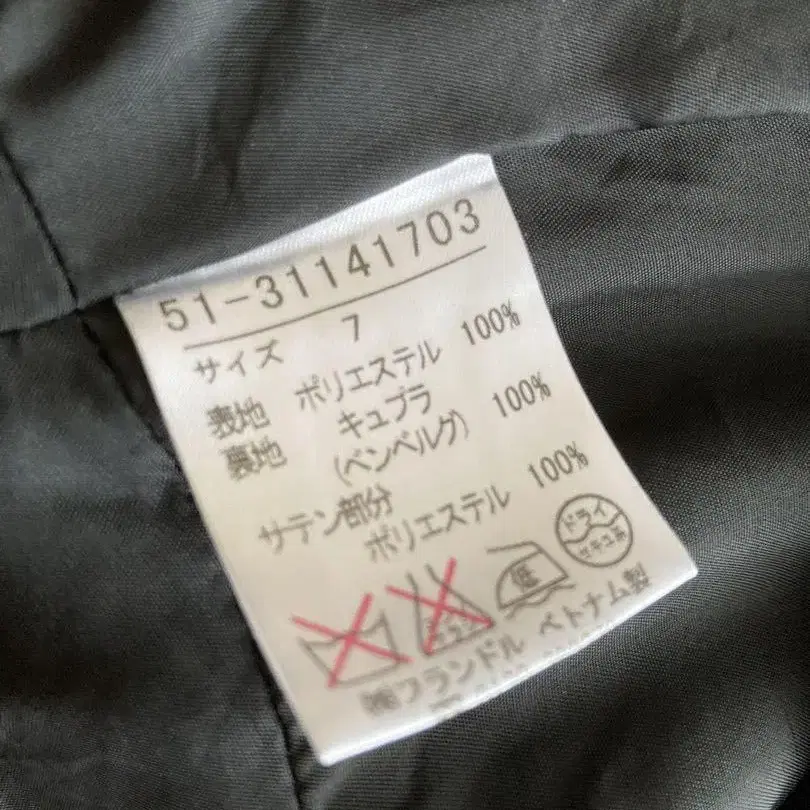 51-31141703
サイズ 7
表地 ポリエステル 100%
裏地 キュプラ 100%
(ベンベルグ)
サテン部分
ポリエステル 100%
低 ドライ
セキユ系
㈱フランドル ベトナム製